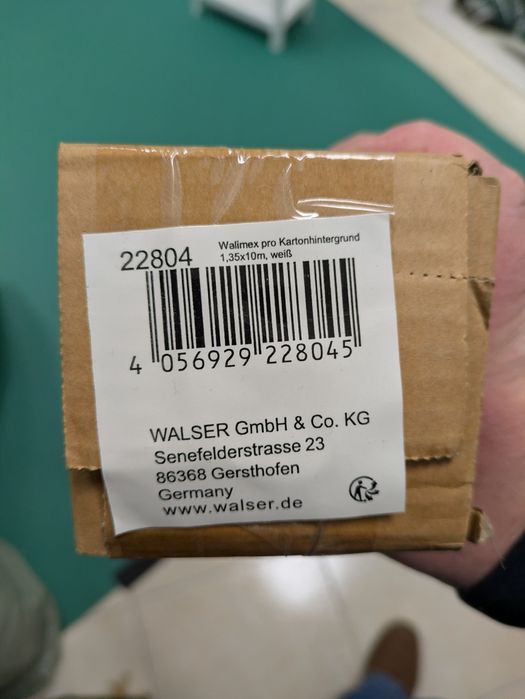 22804
Walimex pro Kartonhintergrund
1,35x10m, weiß
4 056929 228045
WALSER GmbH & Co. KG
Senefelderstrasse 23
86368 Gersthofen
Germany
www.walser.de